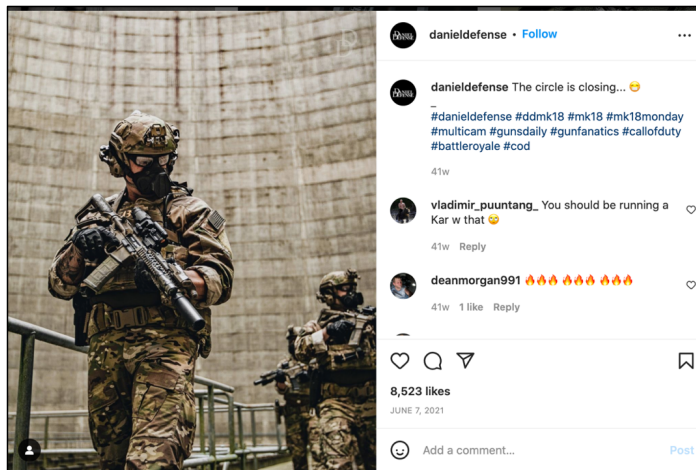 danieldefense • Follow
danieldefense The circle is closing... 😁
_
#danieldefense #ddmk18 #mk18 #mk18monday
#multicam #gunsdaily #gunfanatics #callofduty
#battleroyale #cod
41w
vladimir_puuntang_ You should be running a
Kar w that 🙄
41w Reply
deanmorgan991 🔥🔥🔥 🔥🔥🔥 🔥🔥🔥
41w 1 like Reply
8,523 likes
JUNE 7, 2021
Add a comment...
Post